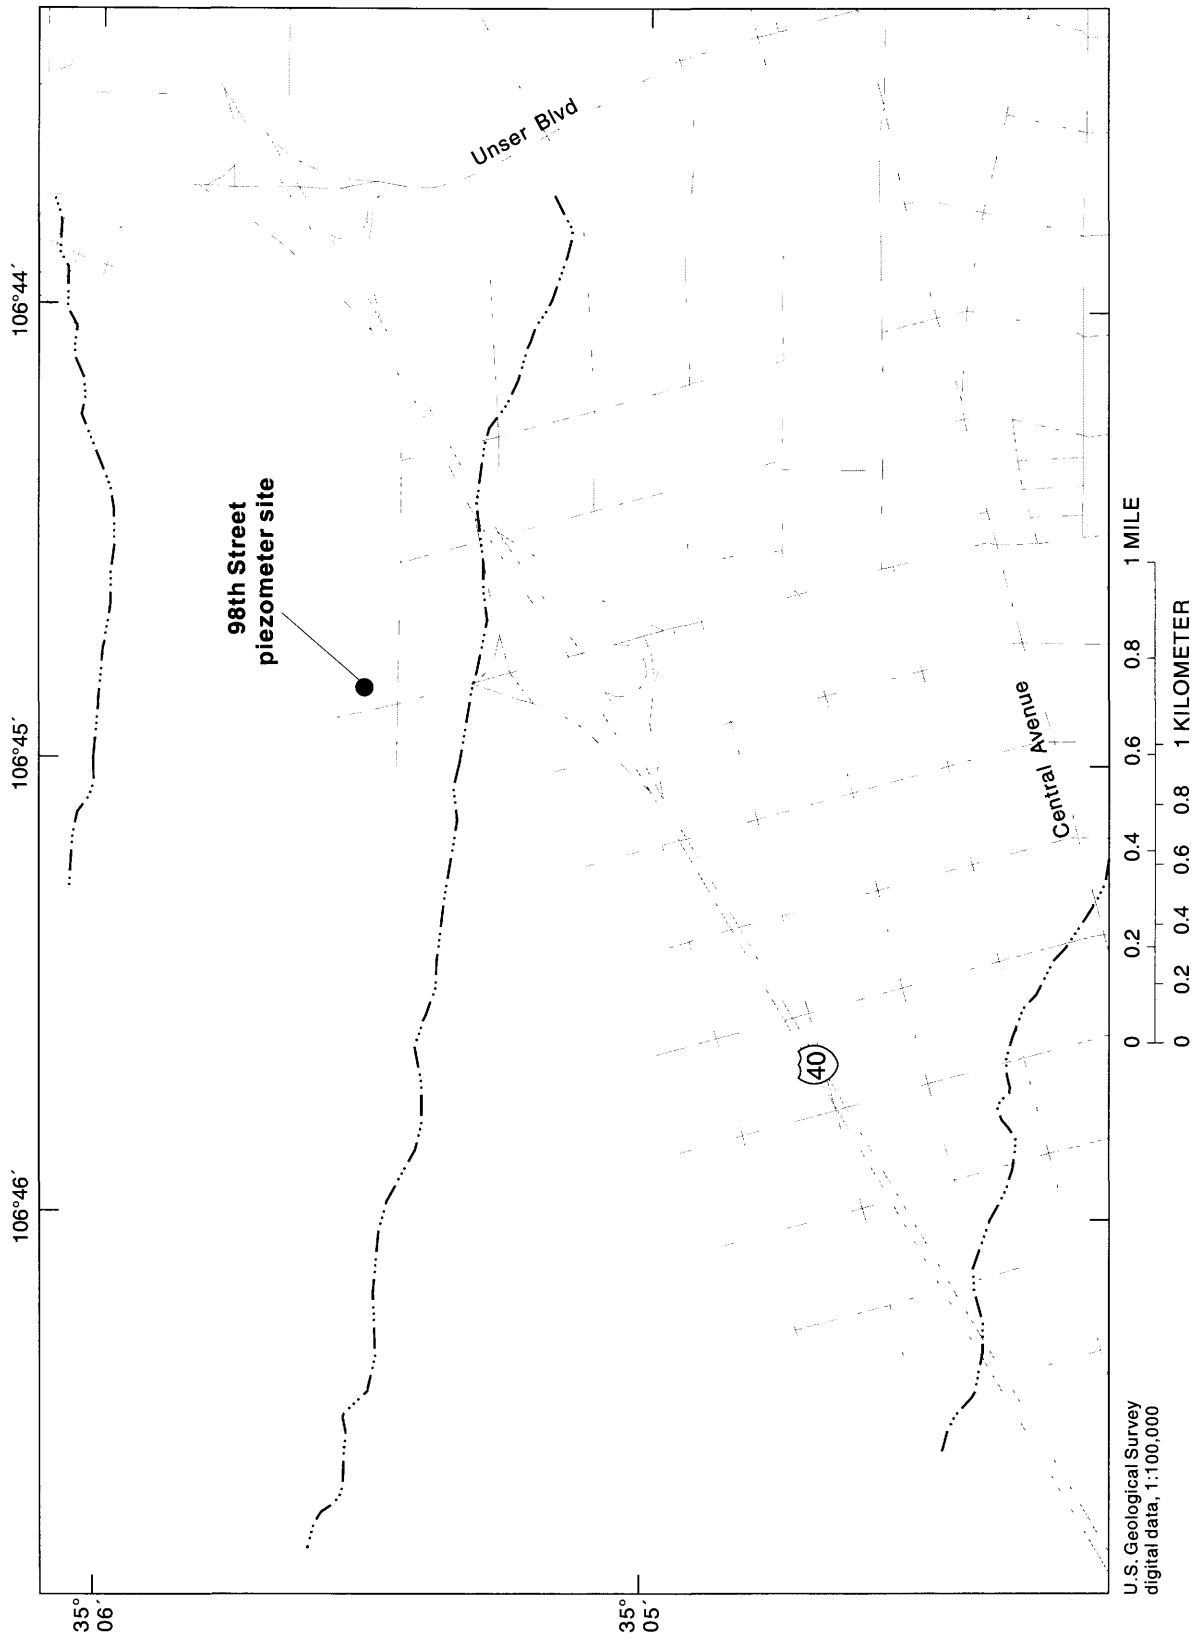 106°46´
106°45´
106°44´
35°
06´
98th Street
piezometer site
Unser Blvd
35°
05´
40
Central Avenue
U.S. Geological Survey
digital data, 1:100,000
0 0.2 0.4 0.6 0.8 1 MILE
0 0.2 0.4 0.6 0.8 1 KILOMETER